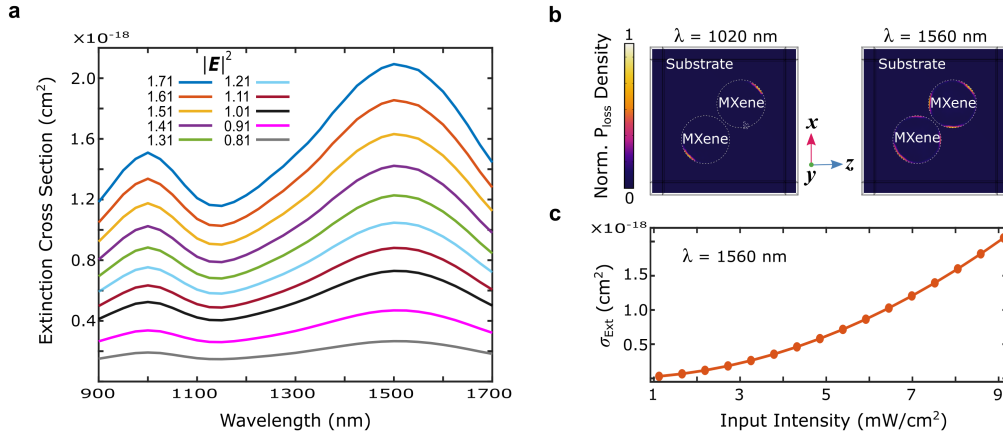 a
×10⁻¹⁸
Extinction Cross Section (cm²)
2.0
1.6
1.2
0.8
0.4
|E|²
1.71 1.21
1.61 1.11
1.51 1.01
1.41 0.91
1.31 0.81
900 1100 1300 1500 1700
Wavelength (nm)
b
Norm. P_loss Density
1
0
λ = 1020 nm
Substrate
MXene
MXene
x
y
z
λ = 1560 nm
Substrate
MXene
MXene
c
×10⁻¹⁸
λ = 1560 nm
σ_Ext (cm²)
1.5
1.0
0.5
1 3 5 7 9
Input Intensity (mW/cm²)